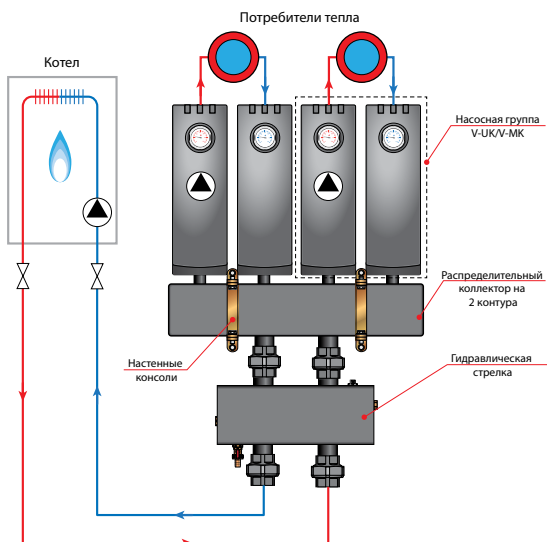 Потребители тепла
Котел
Насосная группа
V-UK/V-MK
Распределительный
коллектор на
2 контура
Настенные
консоли
Гидравлическая
стрелка